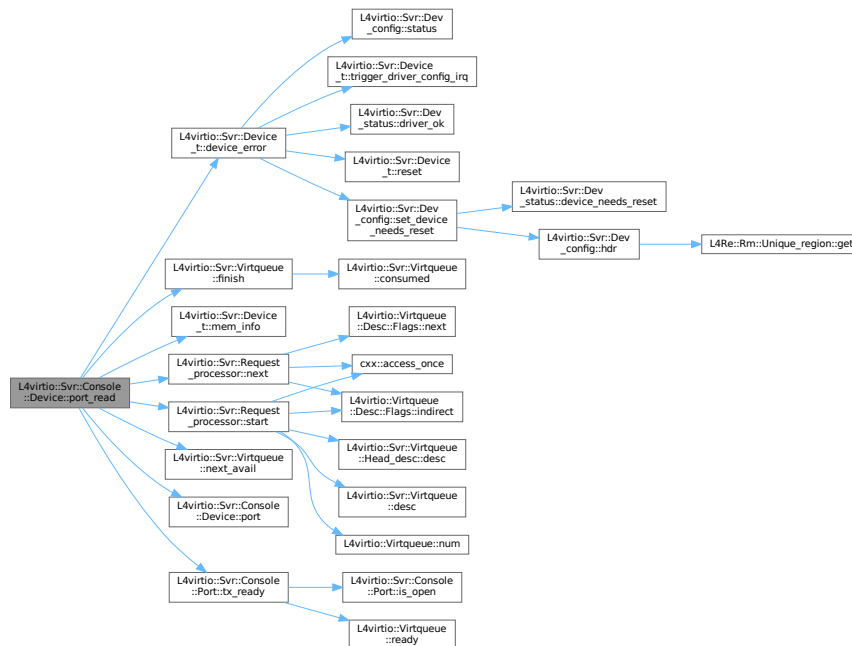 L4virtio::Svr::Dev
_config::status
L4virtio::Svr::Device
_t::trigger_driver_config_irq
L4virtio::Svr::Dev
_status::driver_ok
L4virtio::Svr::Device
_t::device_error
L4virtio::Svr::Device
_t::reset
L4virtio::Svr::Dev
_status::device_needs_reset
L4virtio::Svr::Dev
_config::set_device
_needs_reset
L4virtio::Svr::Dev
_config::hdr
L4Re::Rm::Unique_region::get
L4virtio::Svr::Virtqueue
::finish
L4virtio::Svr::Virtqueue
::consumed
L4virtio::Svr::Device
_t::mem_info
L4virtio::Virtqueue
::Desc::Flags::next
L4virtio::Svr::Request
_processor::next
cxx::access_once
L4virtio::Svr::Console
::Device::port_read
L4virtio::Svr::Request
_processor::start
L4virtio::Virtqueue
::Desc::Flags::indirect
L4virtio::Svr::Virtqueue
::next_avail
L4virtio::Svr::Virtqueue
::Head_desc::desc
L4virtio::Svr::Console
::Device::port
L4virtio::Svr::Virtqueue
::desc
L4virtio::Virtqueue::num
L4virtio::Svr::Console
::Port::tx_ready
L4virtio::Svr::Console
::Port::is_open
L4virtio::Virtqueue
::ready